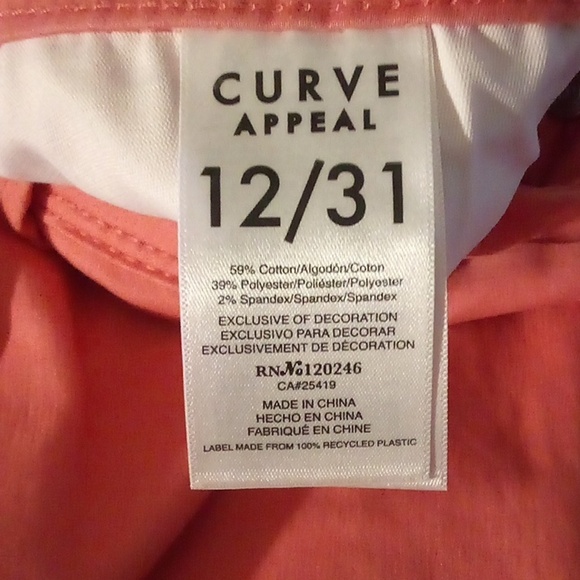 CURVE
APPEAL
12/31
59% Cotton/Algodón/Coton
39% Polyester/Poliéster/Polyester
2% Spandex/Spandex/Spandex
EXCLUSIVE OF DECORATION
EXCLUSIVO PARA DECORAR
EXCLUSIVEMENT DE DÉCORATION
RN№120246
CA#25419
MADE IN CHINA
HECHO EN CHINA
FABRIQUÉ EN CHINE
LABEL MADE FROM 100% RECYCLED PLASTIC